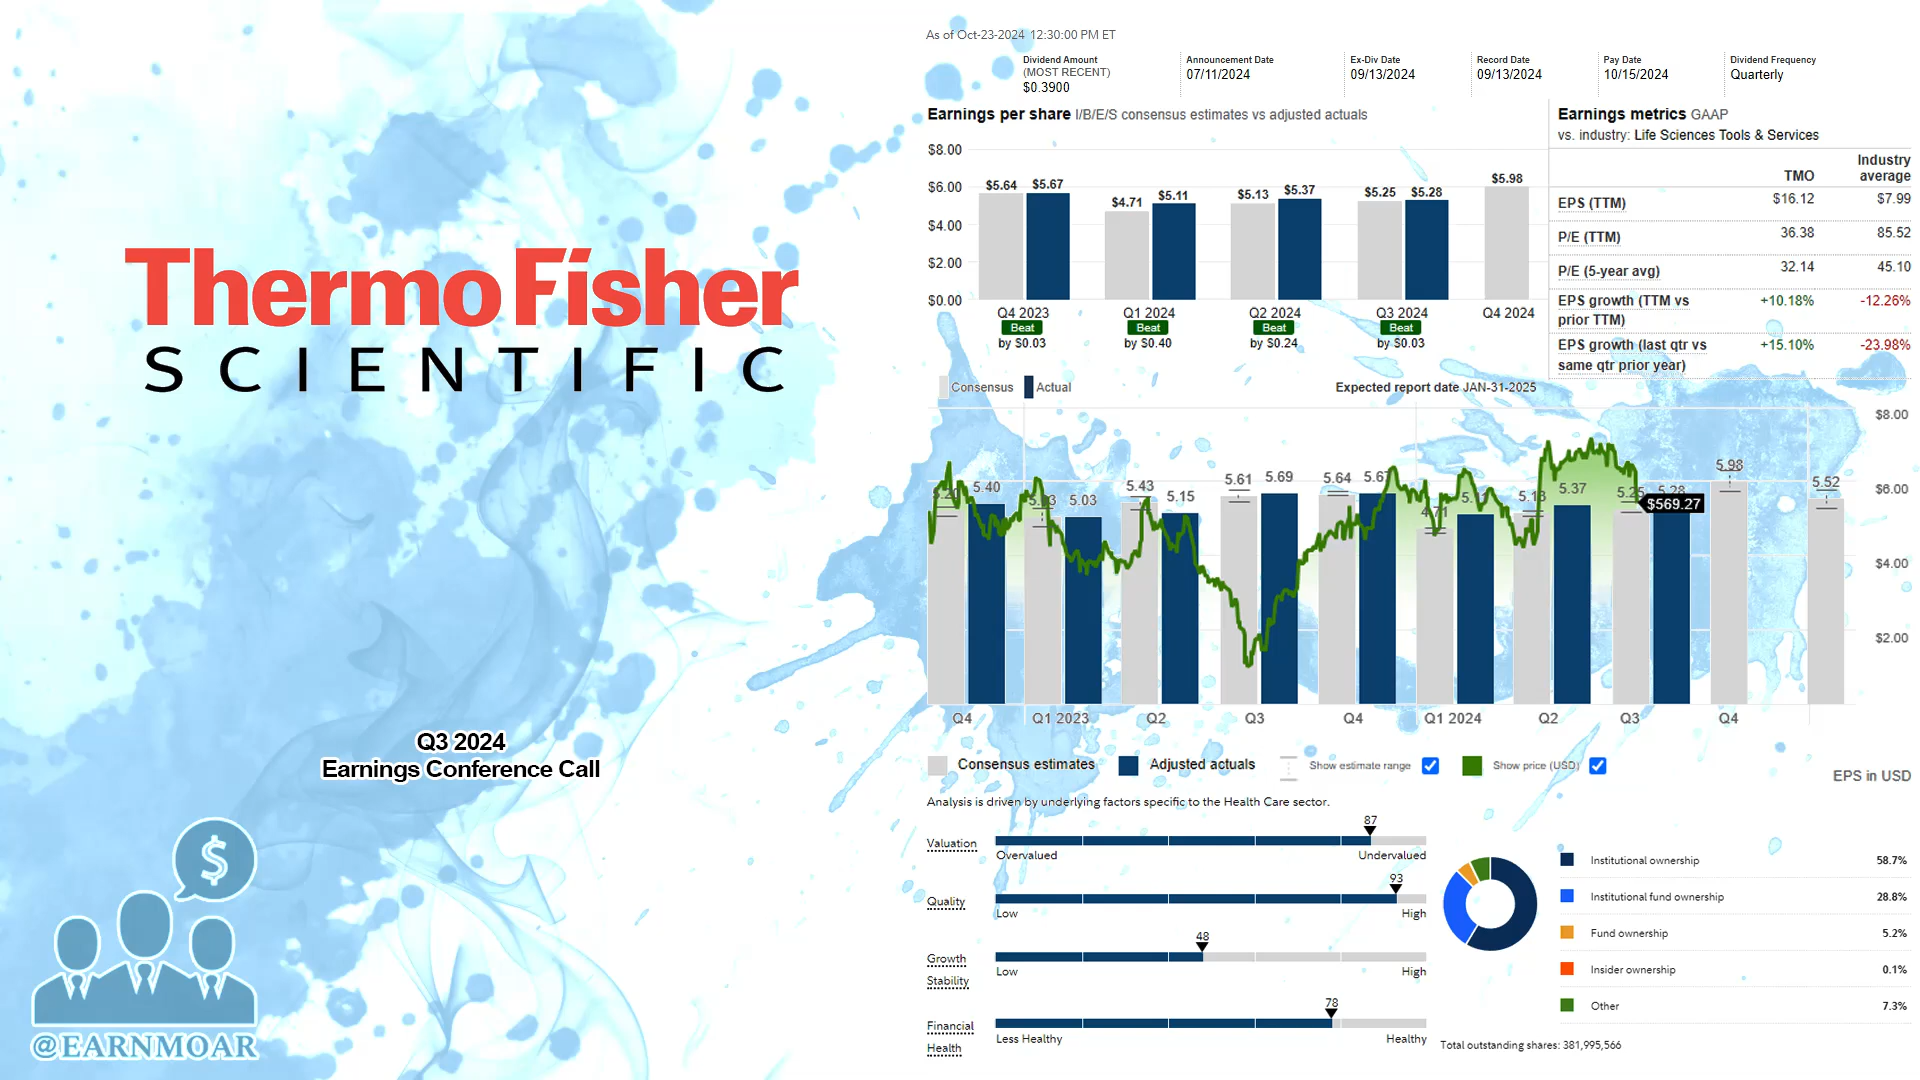 Thermo Fisher
SCIENTIFIC
Q3 2024
Earnings Conference Call
$
@EARNMOAR
As of Oct-23-2024 12:30:00 PM ET
Dividend Amount
(MOST RECENT)
$0.3900
Announcement Date
07/11/2024
Ex-Div Date
09/13/2024
Record Date
09/13/2024
Pay Date
10/15/2024
Dividend Frequency
Quarterly
Earnings per share I/B/E/S consensus estimates vs adjusted actuals
$8.00
$6.00
$4.00
$2.00
$0.00
$5.64 $5.67
$4.71 $5.11
$5.13 $5.37
$5.25 $5.28
$5.98
Q4 2023
Beat
by $0.03
Q1 2024
Beat
by $0.40
Q2 2024
Beat
by $0.24
Q3 2024
Beat
by $0.03
Q4 2024
Consensus Actual
Expected report date JAN-31-2025
Earnings metrics GAAP
vs. industry: Life Sciences Tools & Services
TMO
Industry
average
EPS (TTM) $16.12 $7.99
P/E (TTM) 36.38 85.52
P/E (5-year avg) 32.14 45.10
EPS growth (TTM vs
prior TTM) +10.18% -12.26%
EPS growth (last qtr vs
same qtr prior year) +15.10% -23.98%
$8.00
$6.00
$4.00
$2.00
5.40
5.03
5.43 5.15
5.61 5.69
5.64 5.67
4.71
5.13 5.37
5.25 5.28
5.98
5.52
$569.27
Q4 Q1 2023 Q2 Q3 Q4 Q1 2024 Q2 Q3 Q4
Consensus estimates Adjusted actuals Show estimate range Show price (USD)
EPS in USD
Analysis is driven by underlying factors specific to the Health Care sector.
Valuation
87
Overvalued Undervalued
Quality
93
Low High
Growth
Stability
48
Low High
Financial
Health
78
Less Healthy Healthy
Institutional ownership 58.7%
Institutional fund ownership 28.8%
Fund ownership 5.2%
Insider ownership 0.1%
Other 7.3%
Total outstanding shares: 381,995,566